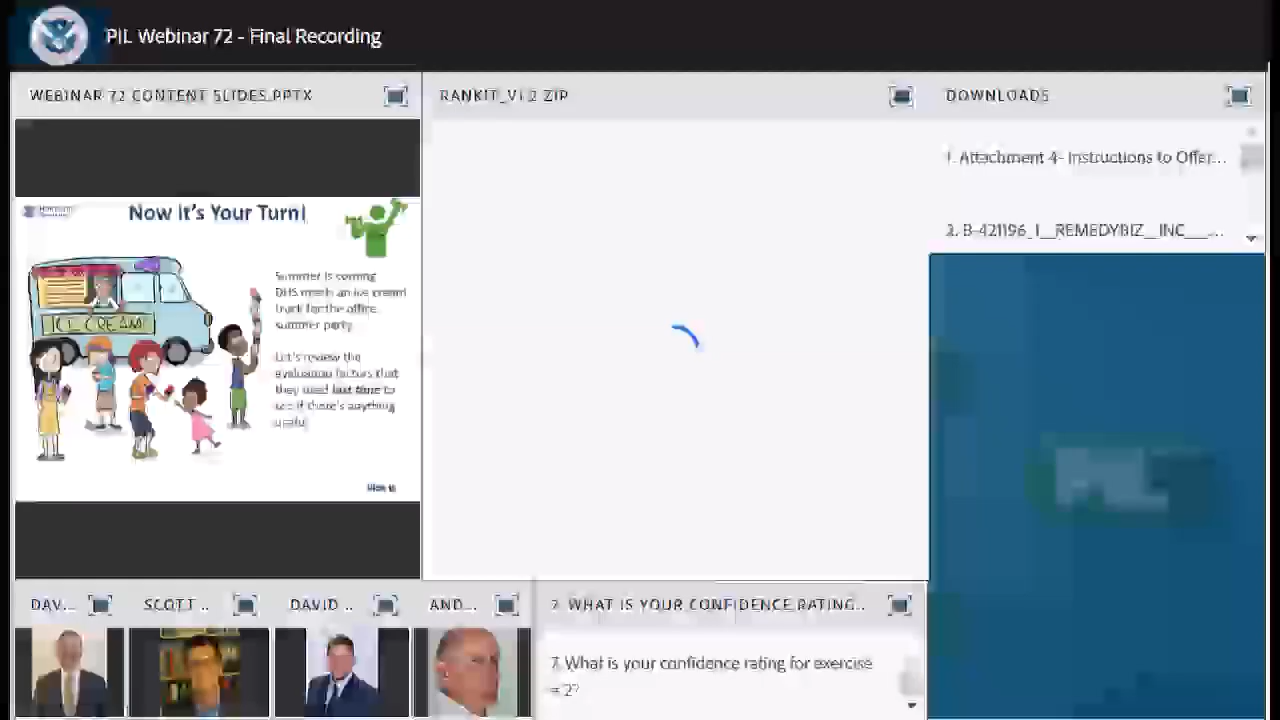 PIL Webinar 72 - Final Recording
WEBINAR 72 CONTENT SLIDES.PPTX
RANKIT_V1.2 ZIP
DOWNLOADS
1. Attachment 4- Instructions to Offer...
2. B-421196_1__REMEDYBIZ__INC___...
Now it's Your Turn!
ICE CREAM
Summer is coming
DHS needs an ice cream
truck for the office
summer party
Let's review the
evaluation factors that
they used last time to
see if there's anything
useful
DAV...
SCOTT ..
DAVID ..
AND...
7. WHAT IS YOUR CONFIDENCE RATING...
7. What is your confidence rating for exercise
= 2?